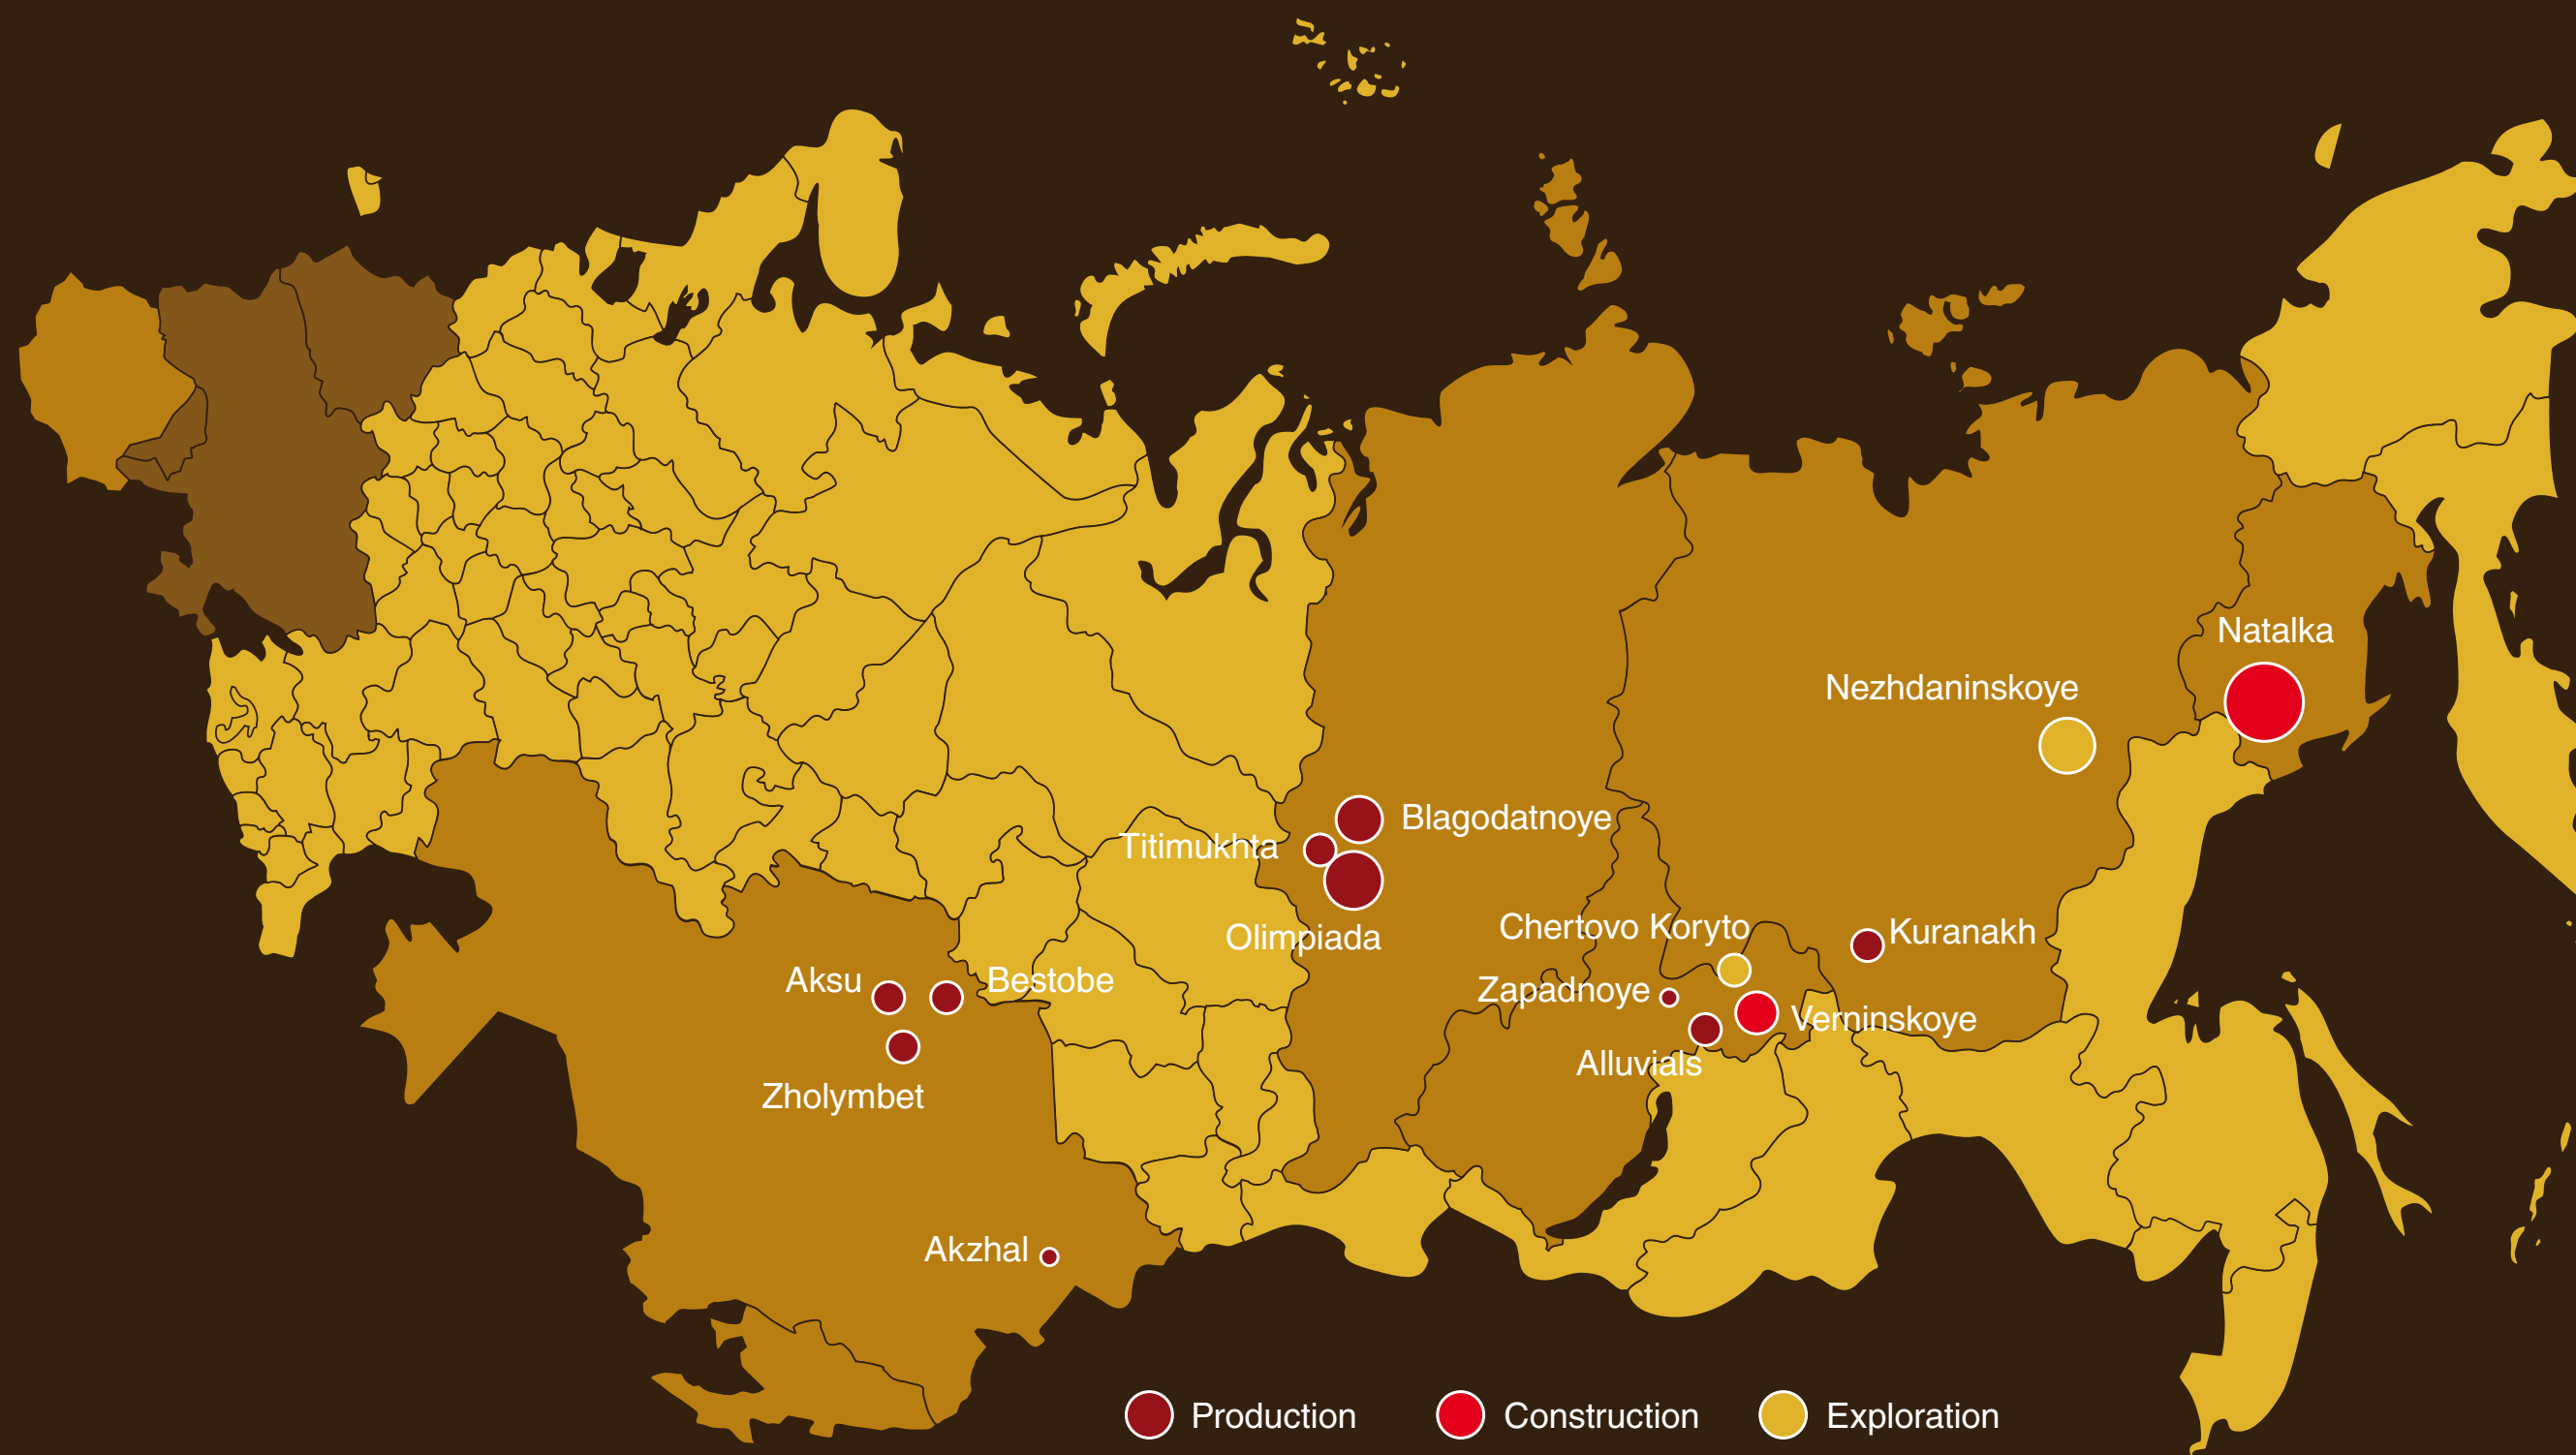 Natalka
Nezhdaninskoye
Blagodatnoye
Titimukhta
Olimpiada
Chertovo Koryto
Kuranakh
Aksu
Bestobe
Zapadnoye
Verninskoye
Alluvials
Zholymbet
Akzhal
Production
Construction
Exploration